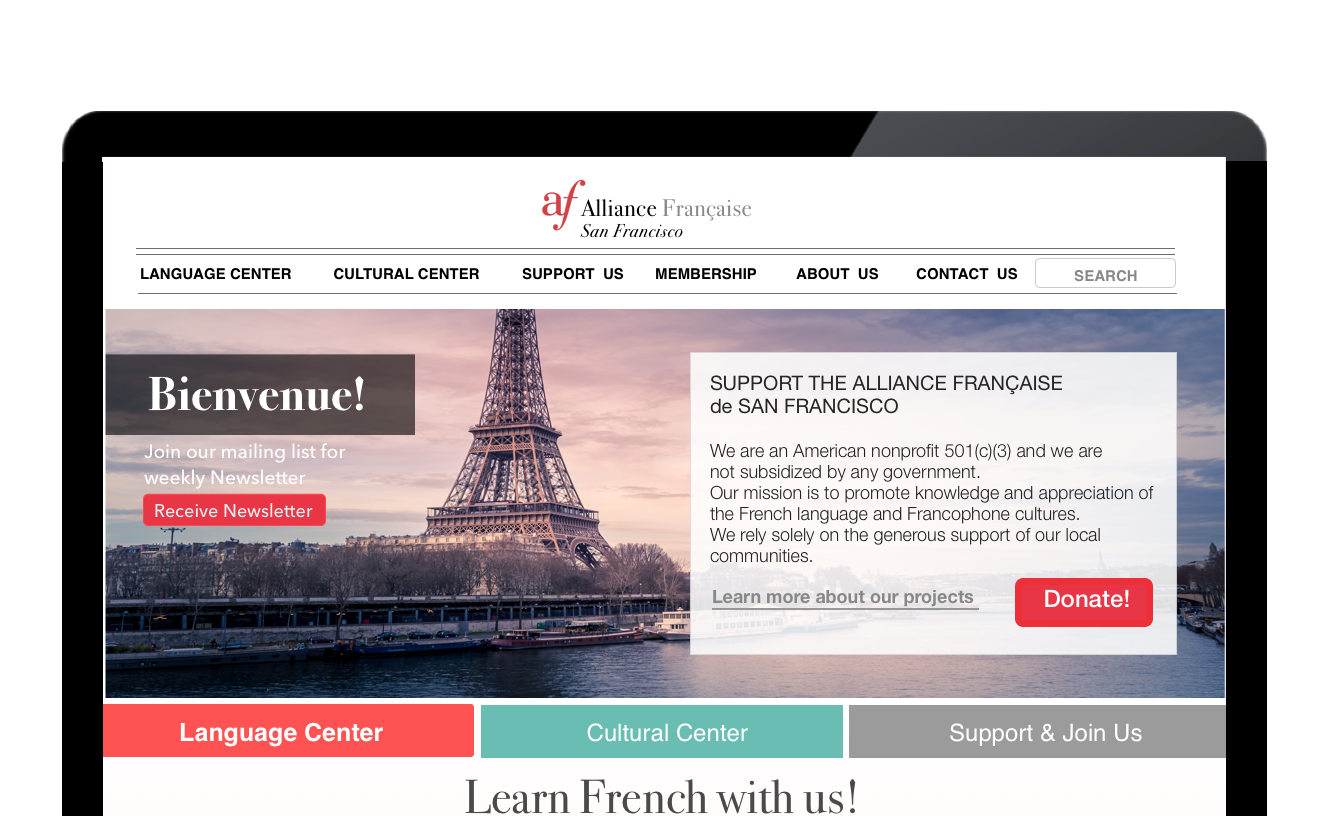 af Alliance Française
San Francisco
LANGUAGE CENTER CULTURAL CENTER SUPPORT US MEMBERSHIP ABOUT US CONTACT US SEARCH
Bienvenue!
Join our mailing list for
weekly Newsletter
Receive Newsletter
SUPPORT THE ALLIANCE FRANÇAISE
de SAN FRANCISCO
We are an American nonprofit 501(c)(3) and we are
not subsidized by any government.
Our mission is to promote knowledge and appreciation of
the French language and Francophone cultures.
We rely solely on the generous support of our local
communities.
Learn more about our projects
Donate!
Language Center Cultural Center Support & Join Us
Learn French with us!